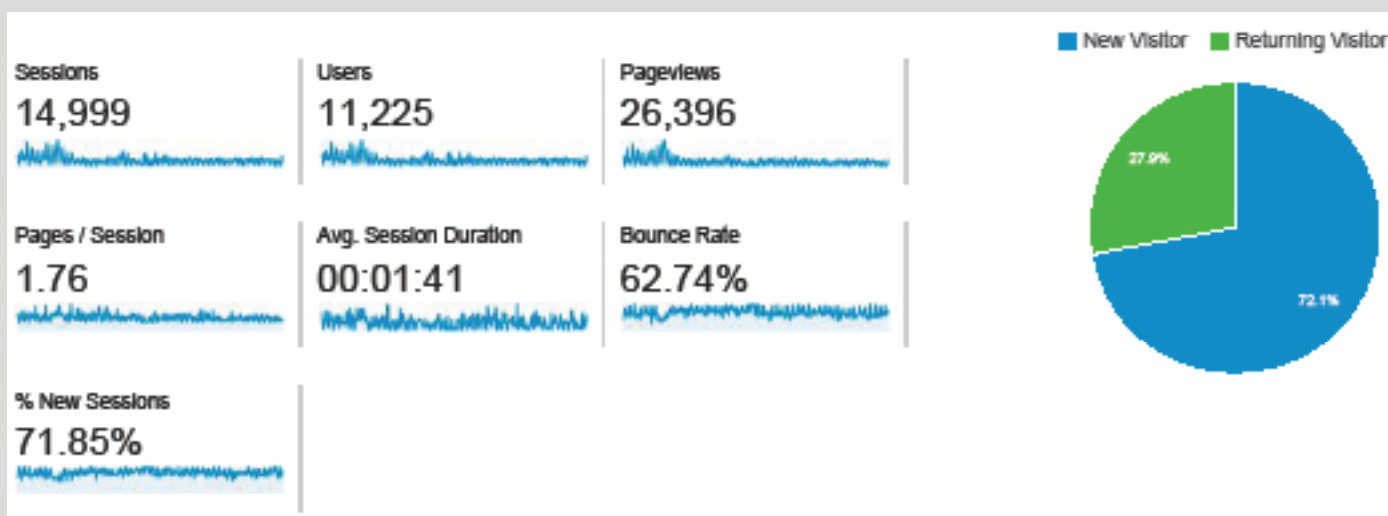 New Visitor Returning Visitor
Sessions
14,999
Users
11,225
Pageviews
26,396
Pages / Session
1.76
Avg. Session Duration
00:01:41
Bounce Rate
62.74%
% New Sessions
71.85%
27.9%
72.1%